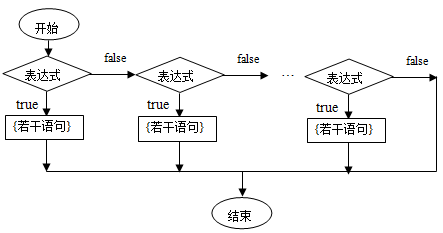 开始
false
false
false
表达式
表达式
…
表达式
true
true
true
{若干语句}
{若干语句}
{若干语句}
结束